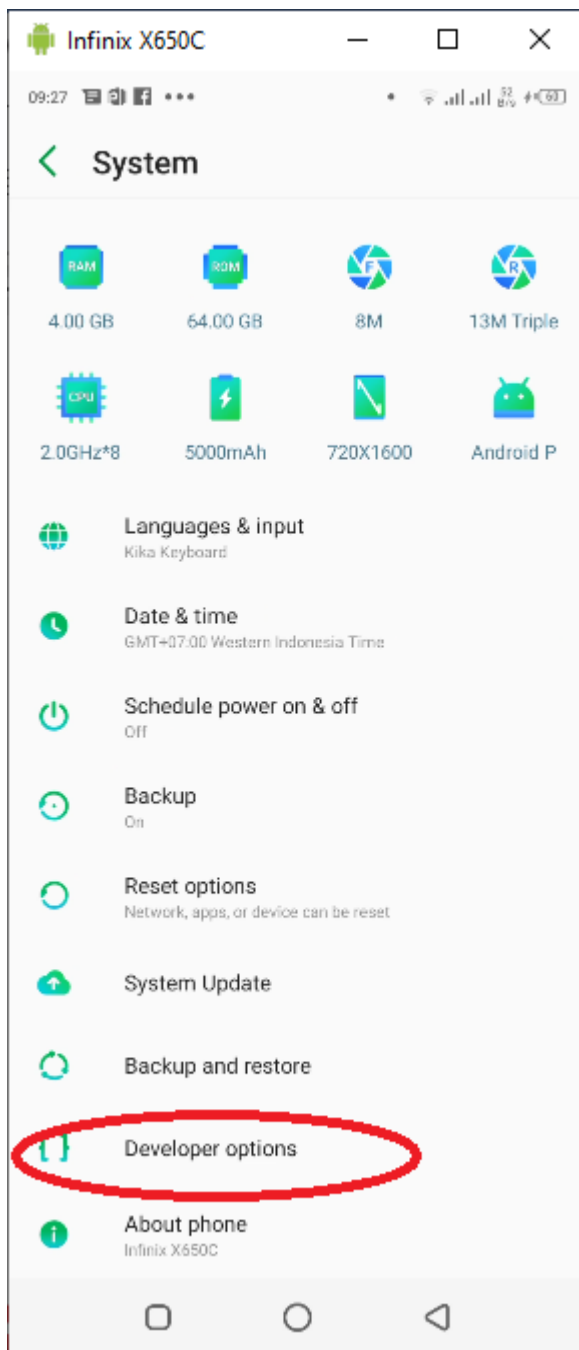 Infinix X650C
09:27
System
RAM ROM F R
4.00 GB 64.00 GB 8M 13M Triple
CPU
2.0GHz*8 5000mAh 720X1600 Android P
Languages & input
Kika Keyboard
Date & time
GMT+07:00 Western Indonesia Time
Schedule power on & off
Off
Backup
On
Reset options
Network, apps, or device can be reset
System Update
Backup and restore
{ } Developer options
About phone
Infinix X650C